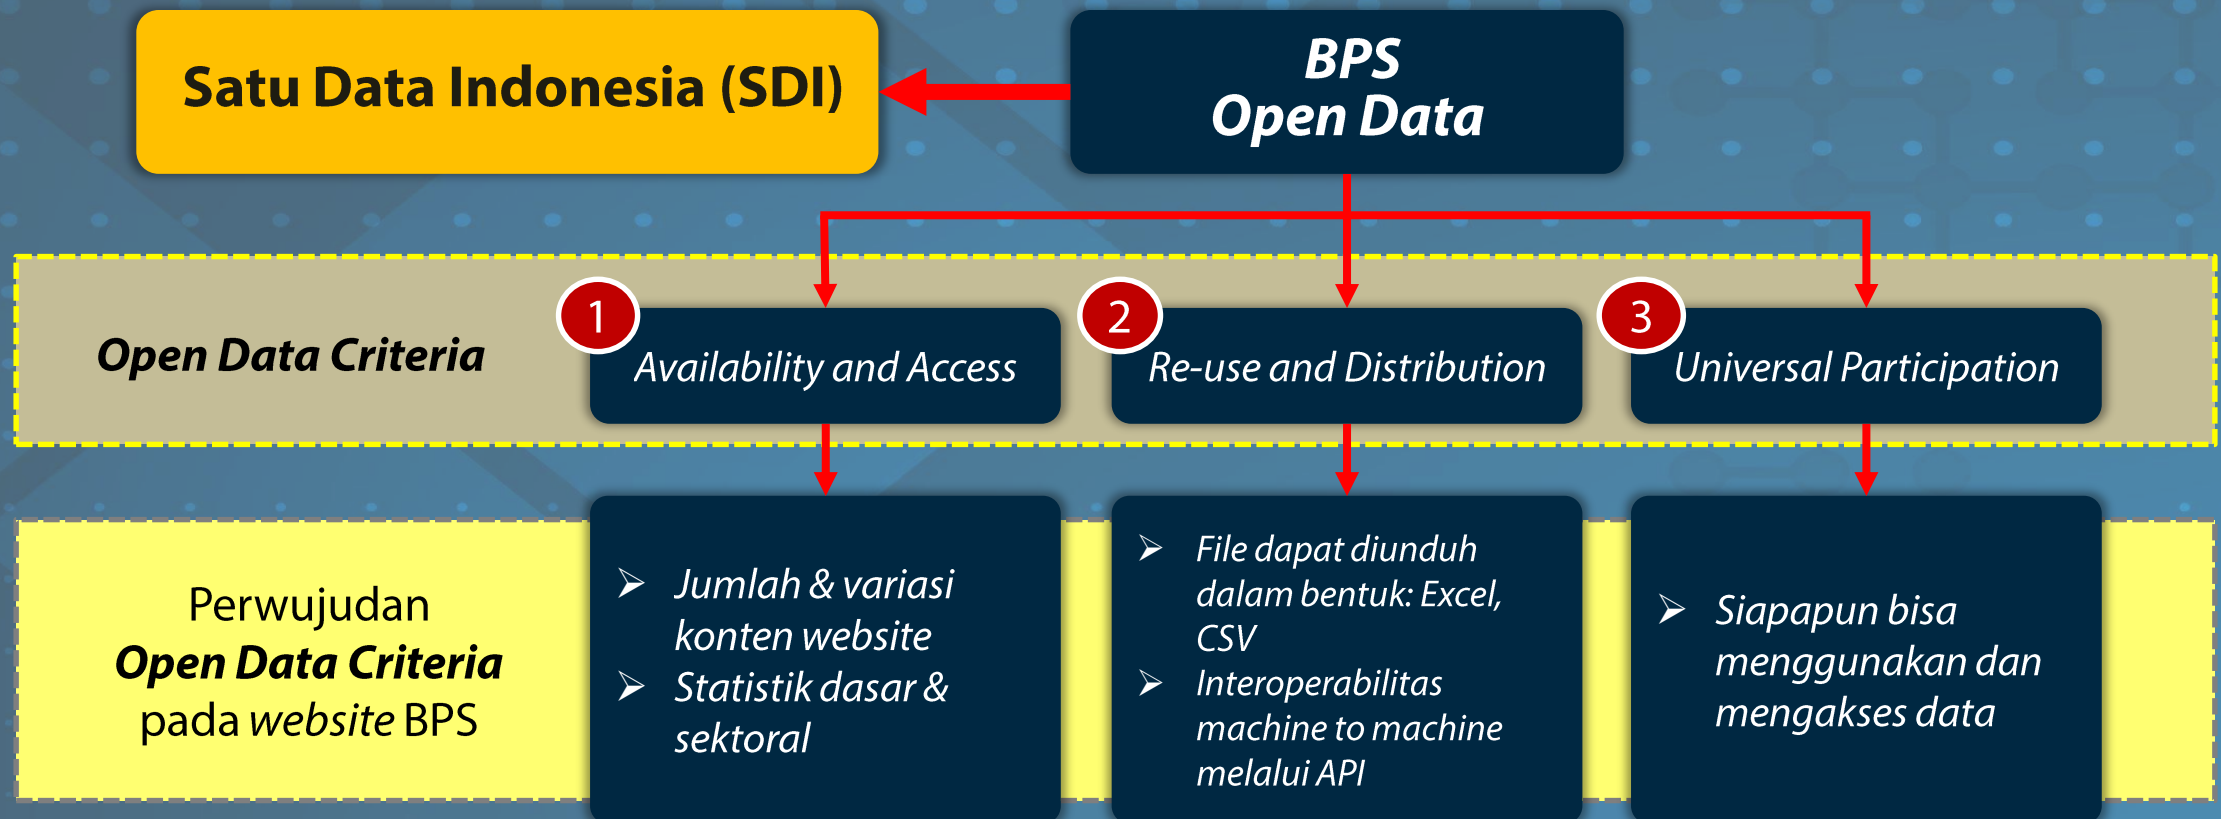 Satu Data Indonesia (SDI)
BPS
Open Data
Open Data Criteria
1
Availability and Access
2
Re-use and Distribution
3
Universal Participation
Perwujudan
Open Data Criteria
pada website BPS
➢ Jumlah & variasi
konten website
➢ Statistik dasar &
sektoral
➢ File dapat diunduh
dalam bentuk: Excel,
CSV
➢ Interoperabilitas
machine to machine
melalui API
➢ Siapapun bisa
menggunakan dan
mengakses data